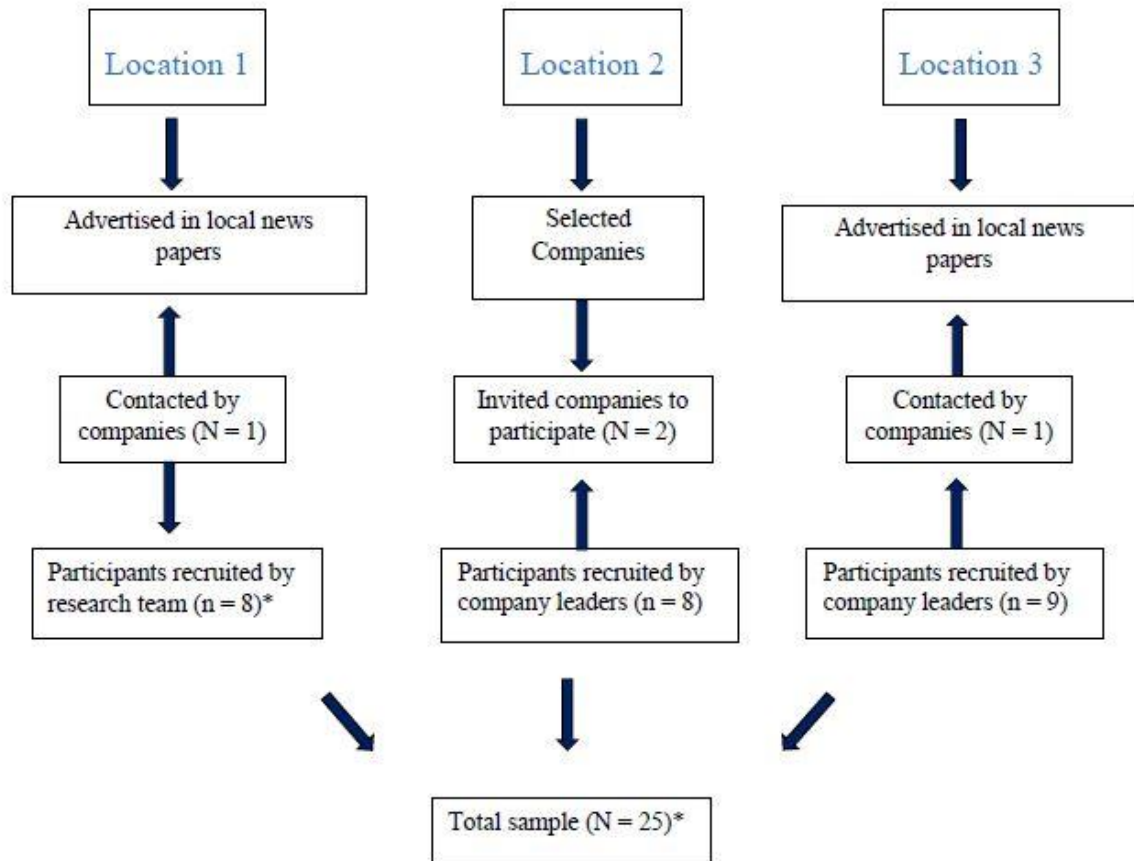 Location 1
Location 2
Location 3
Advertised in local news
papers
Selected
Companies
Advertised in local news
papers
Contacted by
companies (N = 1)
Invited companies to
participate (N = 2)
Contacted by
companies (N = 1)
Participants recruited by
research team (n = 8)*
Participants recruited by
company leaders (n = 8)
Participants recruited by
company leaders (n = 9)
Total sample (N = 25)*